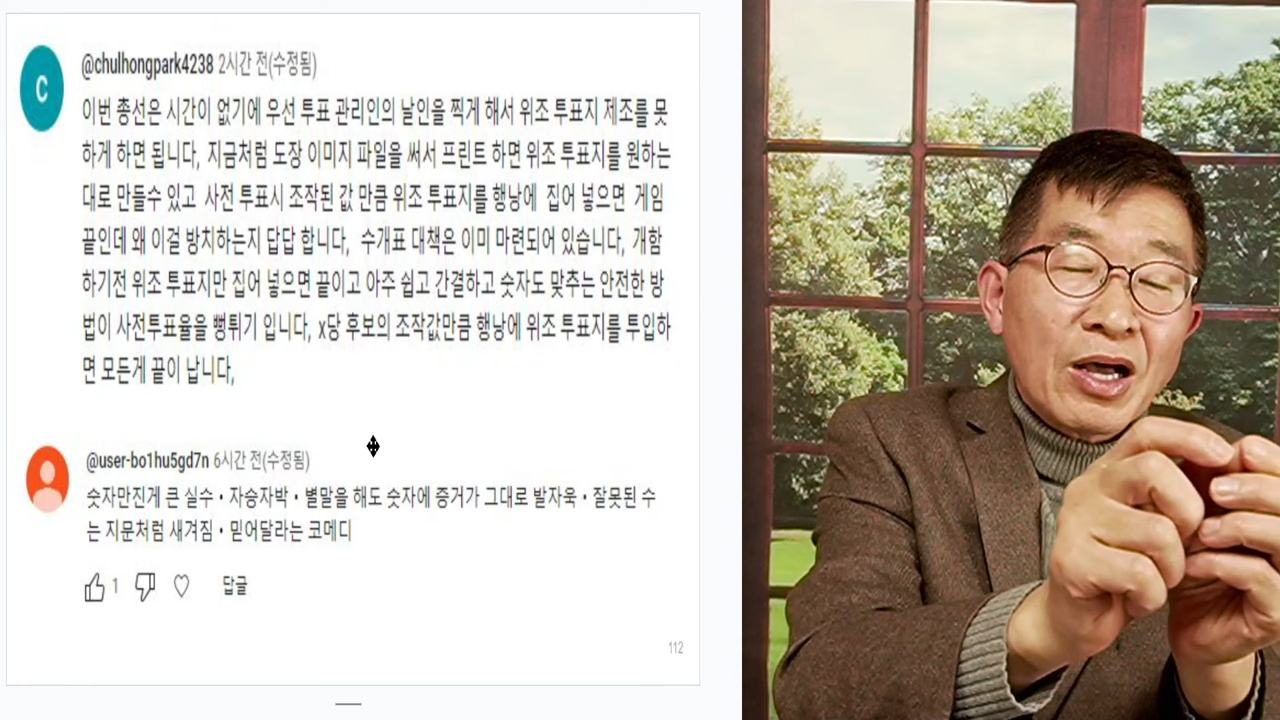 C
@chulhongpark4238 2시간 전(수정됨)
이번 총선은 시간이 없기에 우선 투표 관리인의 날인을 찍게 해서 위조 투표지 제조를 못
하게 하면 됩니다, 지금처럼 도장 이미지 파일을 써서 프린트 하면 위조 투표지를 원하는
대로 만들수 있고 사전 투표시 조작된 값 만큼 위조 투표지를 행낭에 집어 넣으면 게임
끝인데 왜 이걸 방치하는지 답답 합니다, 수개표 대책은 이미 마련되어 있습니다, 개함
하기전 위조 투표지만 집어 넣으면 끝이고 아주 쉽고 간결하고 숫자도 맞추는 안전한 방
법이 사전투표율을 뻥튀기 입니다, x당 후보의 조작값만큼 행낭에 위조 투표지를 투입하
면 모든게 끝이 납니다,
@user-bo1hu5gd7n 6시간 전(수정됨)
숫자만진게 큰 실수 • 자승자박 • 별말을 해도 숫자에 증거가 그대로 발자욱 • 잘못된 수
는 지문처럼 새겨짐 • 믿어달라는 코메디
1
답글
112